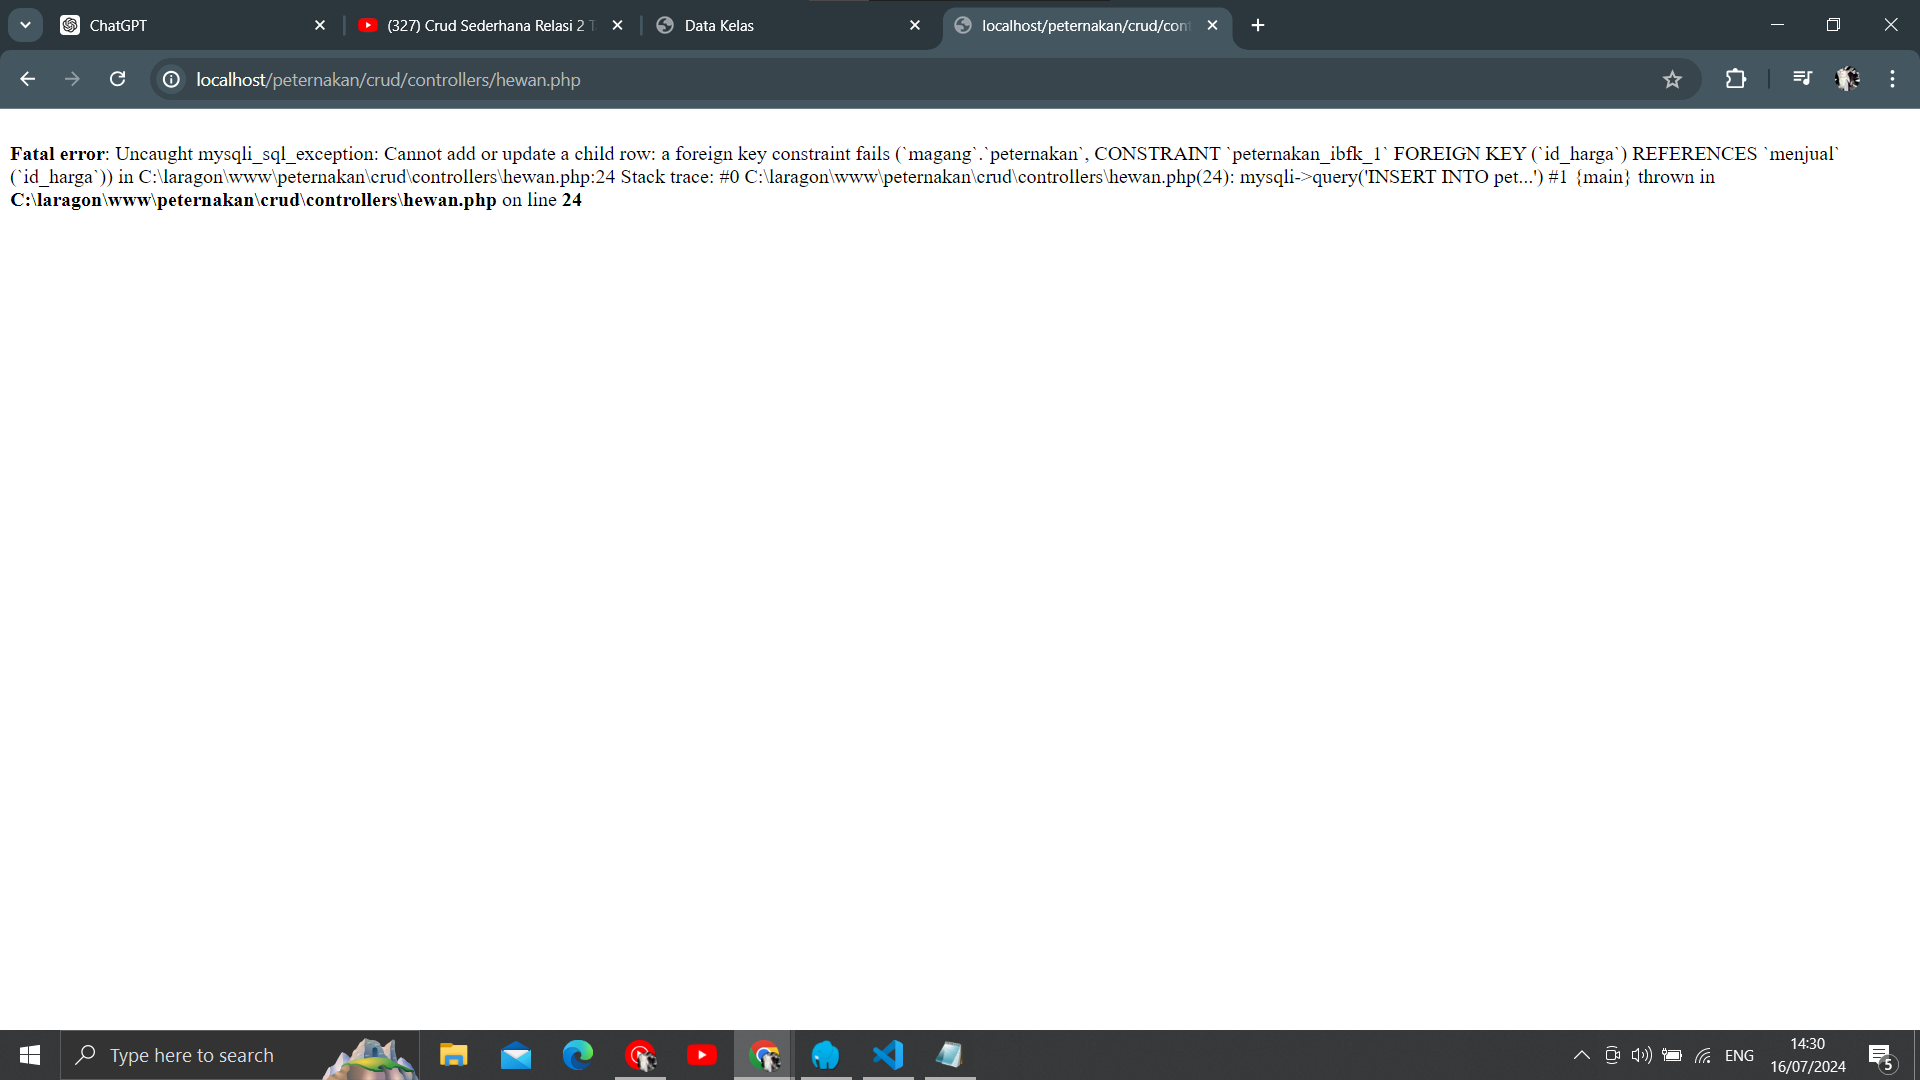 ChatGPT
(327) Crud Sederhana Relasi 2 T
Data Kelas
localhost/peternakan/crud/cont
localhost/peternakan/crud/controllers/hewan.php
Fatal error: Uncaught mysqli_sql_exception: Cannot add or update a child row: a foreign key constraint fails (`magang`.`peternakan`, CONSTRAINT `peternakan_ibfk_1` FOREIGN KEY (`id_harga`) REFERENCES `menjual`
(`id_harga`)) in C:\laragon\www\peternakan\crud\controllers\hewan.php:24 Stack trace: #0 C:\laragon\www\peternakan\crud\controllers\hewan.php(24): mysqli->query('INSERT INTO pet...') #1 {main} thrown in
C:\laragon\www\peternakan\crud\controllers\hewan.php on line 24
Type here to search
ENG
14:30
16/07/2024
5